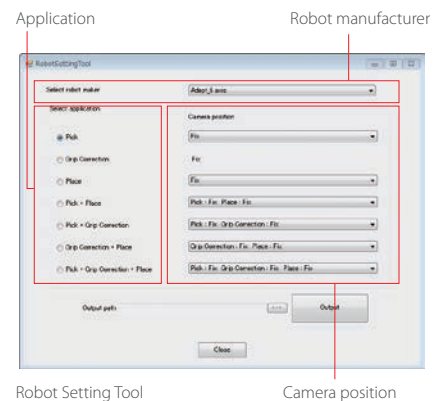 Application
Robot manufacturer
RobotSettingTool
Select robot maker
Adept_6 axis
Select application
Camera position
Pick
Fix
Grip Correction
Fix
Place
Fix
Pick + Place
Pick : Fix Place : Fix
Pick + Grip Correction
Pick : Fix Grip Correction : Fix
Grip Correction + Place
Grip Correction : Fix Place : Fix
Pick + Grip Correction + Place
Pick : Fix Grip Correction : Fix Place : Fix
Output path
...
Output
Close
Robot Setting Tool
Camera position